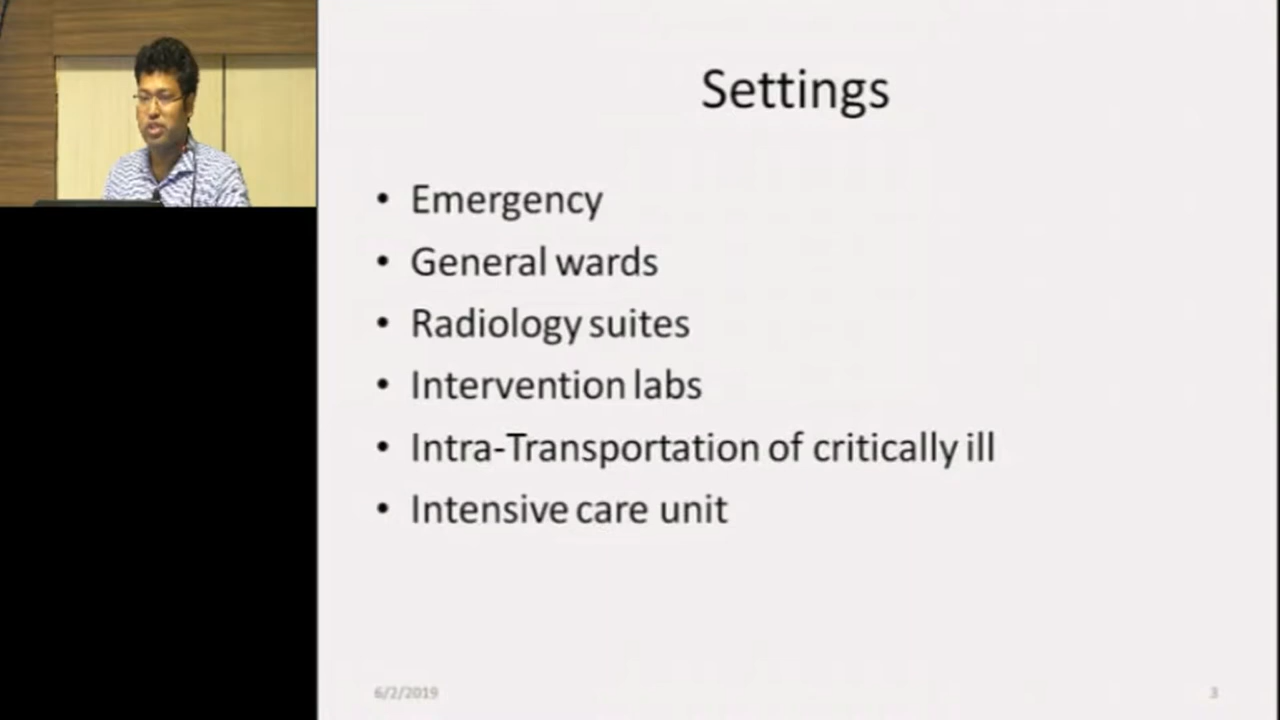 Settings
• Emergency
• General wards
• Radiology suites
• Intervention labs
• Intra-Transportation of critically ill
• Intensive care unit
6/2/2019
3